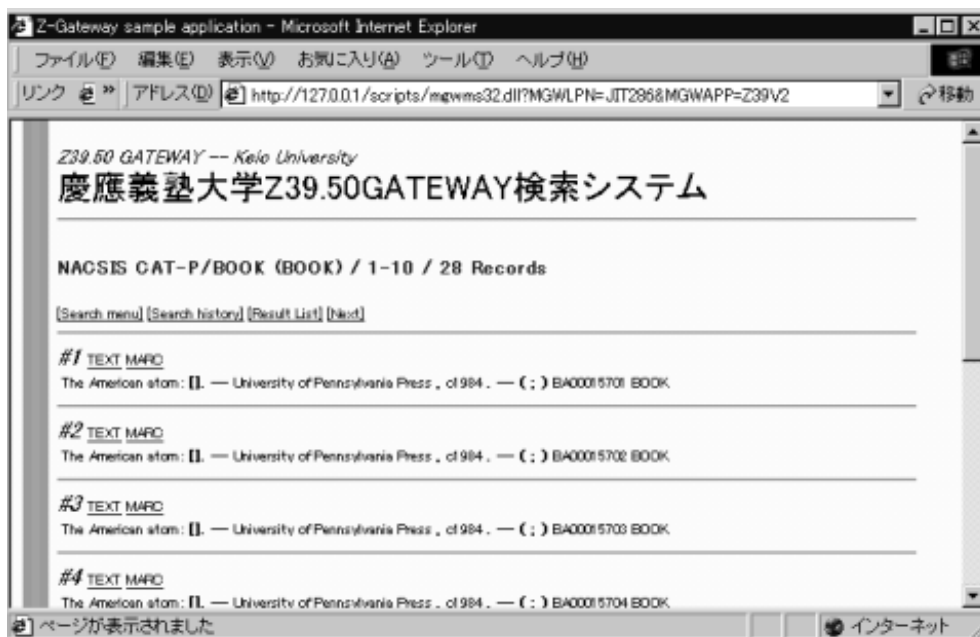 Z-Gateway sample application - Microsoft Internet Explorer
ファイル(F) 編集(E) 表示(V) お気に入り(A) ツール(T) ヘルプ(H)
リンク » アドレス(D) http://127.0.0.1/scripts/mgwms32.dll?MGWLPN=JIT286&MGWAPP=Z39V2 移動
Z39.50 GATEWAY -- Keio University
慶應義塾大学Z39.50GATEWAY検索システム
NACSIS CAT-P/BOOK (BOOK) / 1-10 / 28 Records
[Search menu] [Search history] [Result List] [Next]
#1 TEXT MARC
The American atom: []. — University of Pennsylvania Press , c1984 . — ( ; ) BA00015701 BOOK
#2 TEXT MARC
The American atom: []. — University of Pennsylvania Press , c1984 . — ( ; ) BA00015702 BOOK
#3 TEXT MARC
The American atom: []. — University of Pennsylvania Press , c1984 . — ( ; ) BA00015703 BOOK
#4 TEXT MARC
The American atom: []. — University of Pennsylvania Press , c1984 . — ( ; ) BA00015704 BOOK
ページが表示されました インターネット